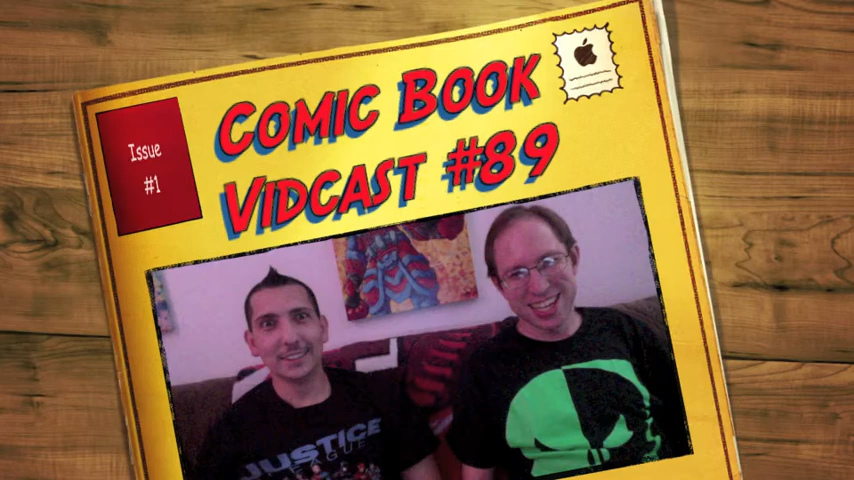 Issue
#1
Comic Book
Vidcast #89
JUSTICE
LEAGUE